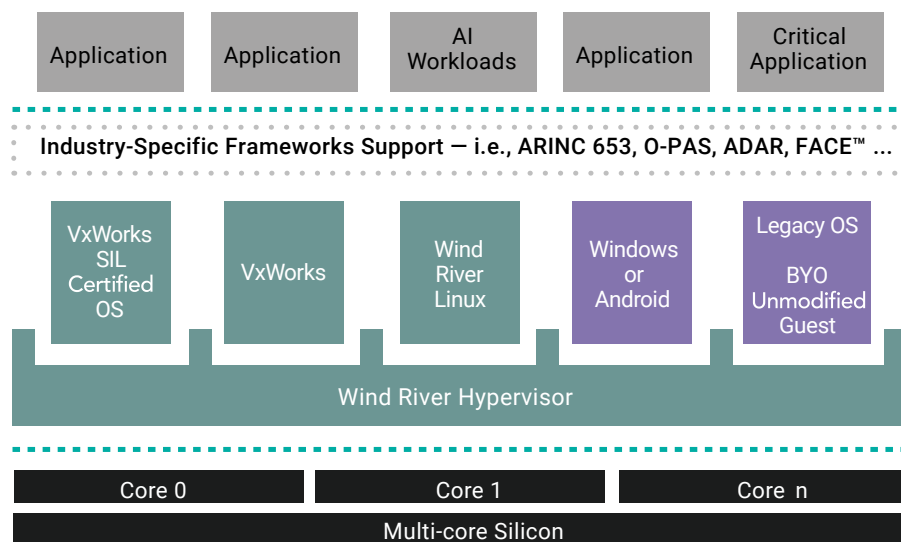 Application
Application
AI
Workloads
Application
Critical
Application
Industry-Specific Frameworks Support — i.e., ARINC 653, O-PAS, ADAR, FACE™ ...
VxWorks
SIL
Certified
OS
VxWorks
Wind
River
Linux
Windows
or
Android
Legacy OS
BYO
Unmodified
Guest
Wind River Hypervisor
Core 0
Core 1
Core n
Multi-core Silicon